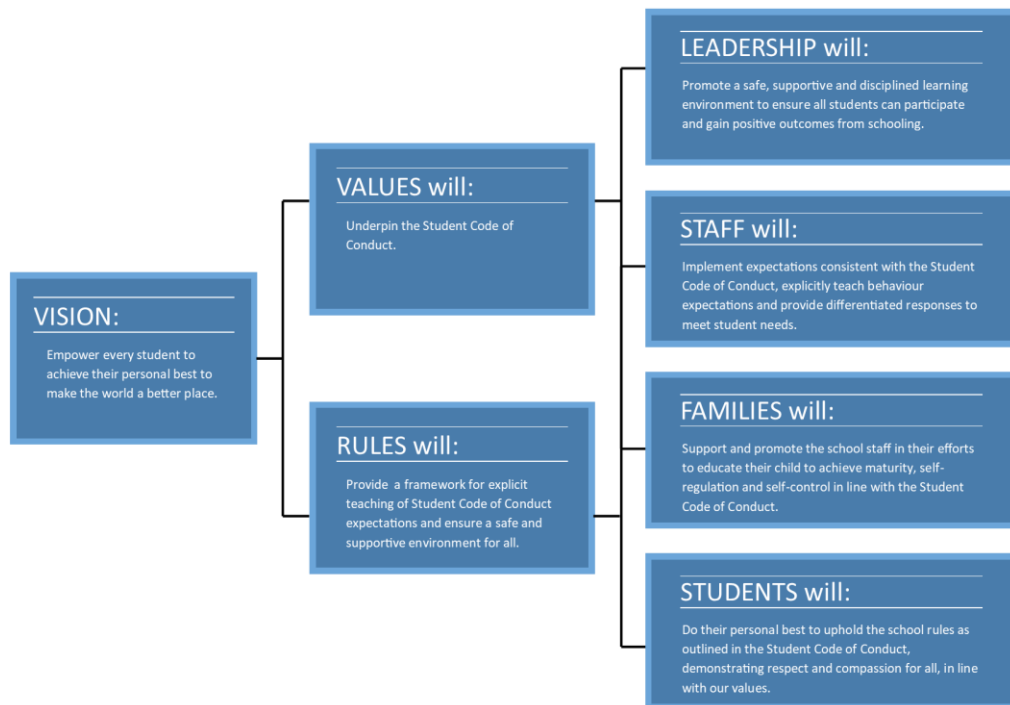 VISION:
Empower every student to
achieve their personal best to
make the world a better place.
VALUES will:
Underpin the Student Code of
Conduct.
RULES will:
Provide a framework for explicit
teaching of Student Code of Conduct
expectations and ensure a safe and
supportive environment for all.
LEADERSHIP will:
Promote a safe, supportive and disciplined learning
environment to ensure all students can participate
and gain positive outcomes from schooling.
STAFF will:
Implement expectations consistent with the Student
Code of Conduct, explicitly teach behaviour
expectations and provide differentiated responses to
meet student needs.
FAMILIES will:
Support and promote the school staff in their efforts
to educate their child to achieve maturity, self-
regulation and self-control in line with the Student
Code of Conduct.
STUDENTS will:
Do their personal best to uphold the school rules as
outlined in the Student Code of Conduct,
demonstrating respect and compassion for all, in line
with our values.